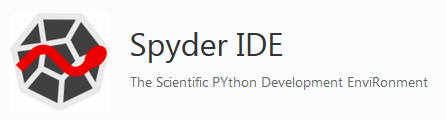 Spyder IDE
The Scientific PYthon Development EnviRonment